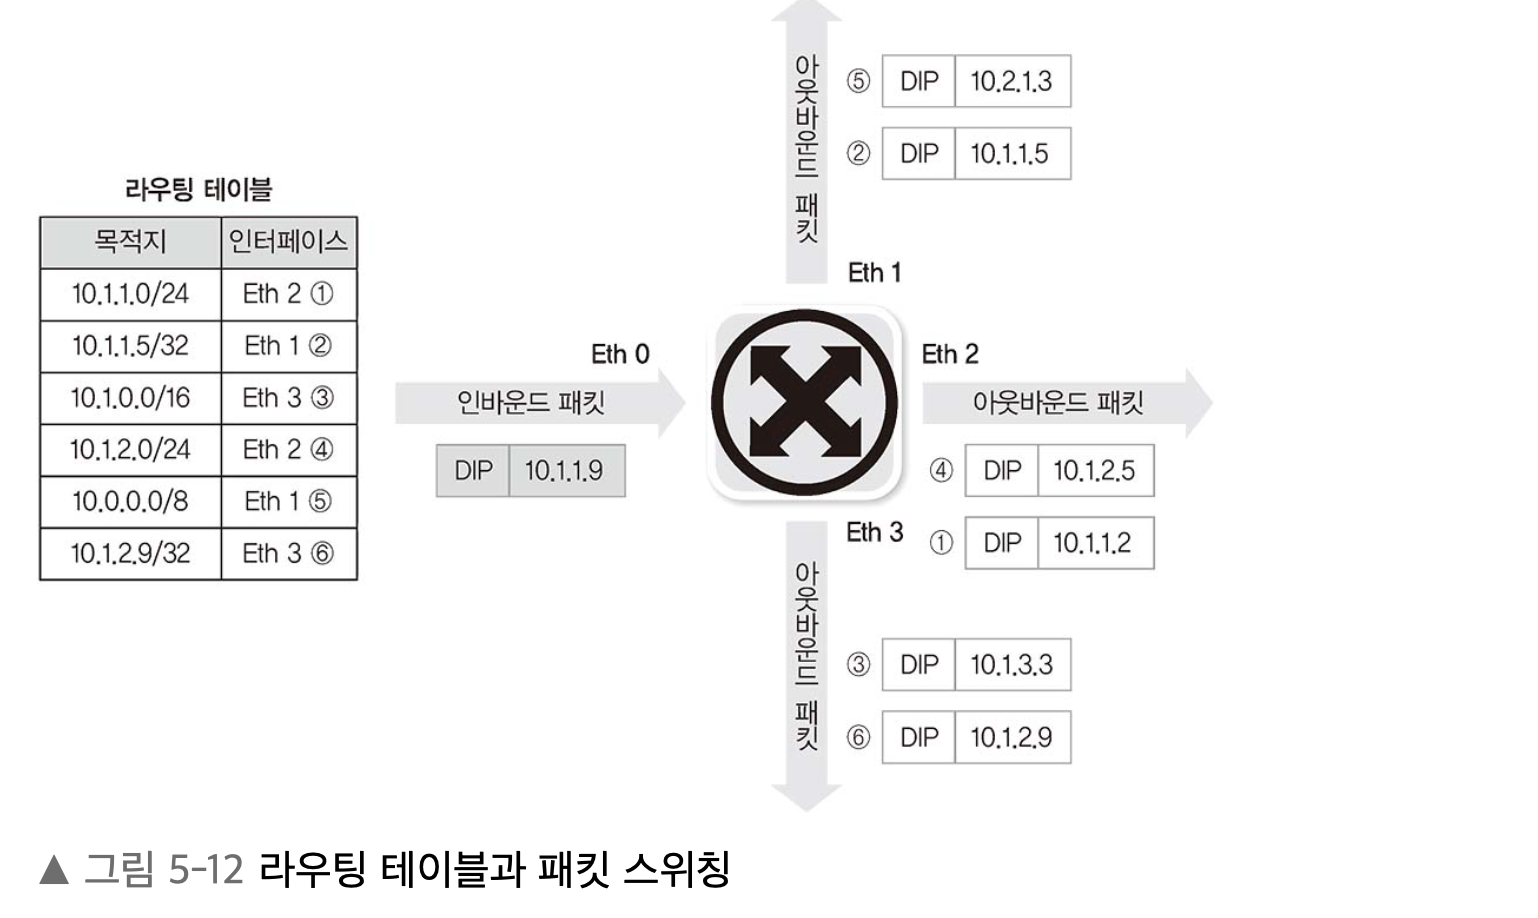 라우팅 테이블
목적지 인터페이스
10.1.1.0/24 Eth 2 ①
10.1.1.5/32 Eth 1 ②
10.1.0.0/16 Eth 3 ③
10.1.2.0/24 Eth 2 ④
10.0.0.0/8 Eth 1 ⑤
10.1.2.9/32 Eth 3 ⑥
Eth 0
인바운드 패킷
DIP 10.1.1.9
아웃바운드 패킷
⑤ DIP 10.2.1.3
② DIP 10.1.1.5
Eth 1
Eth 2
아웃바운드 패킷
④ DIP 10.1.2.5
① DIP 10.1.1.2
Eth 3
아웃바운드 패킷
③ DIP 10.1.3.3
⑥ DIP 10.1.2.9
▲ 그림 5-12 라우팅 테이블과 패킷 스위칭